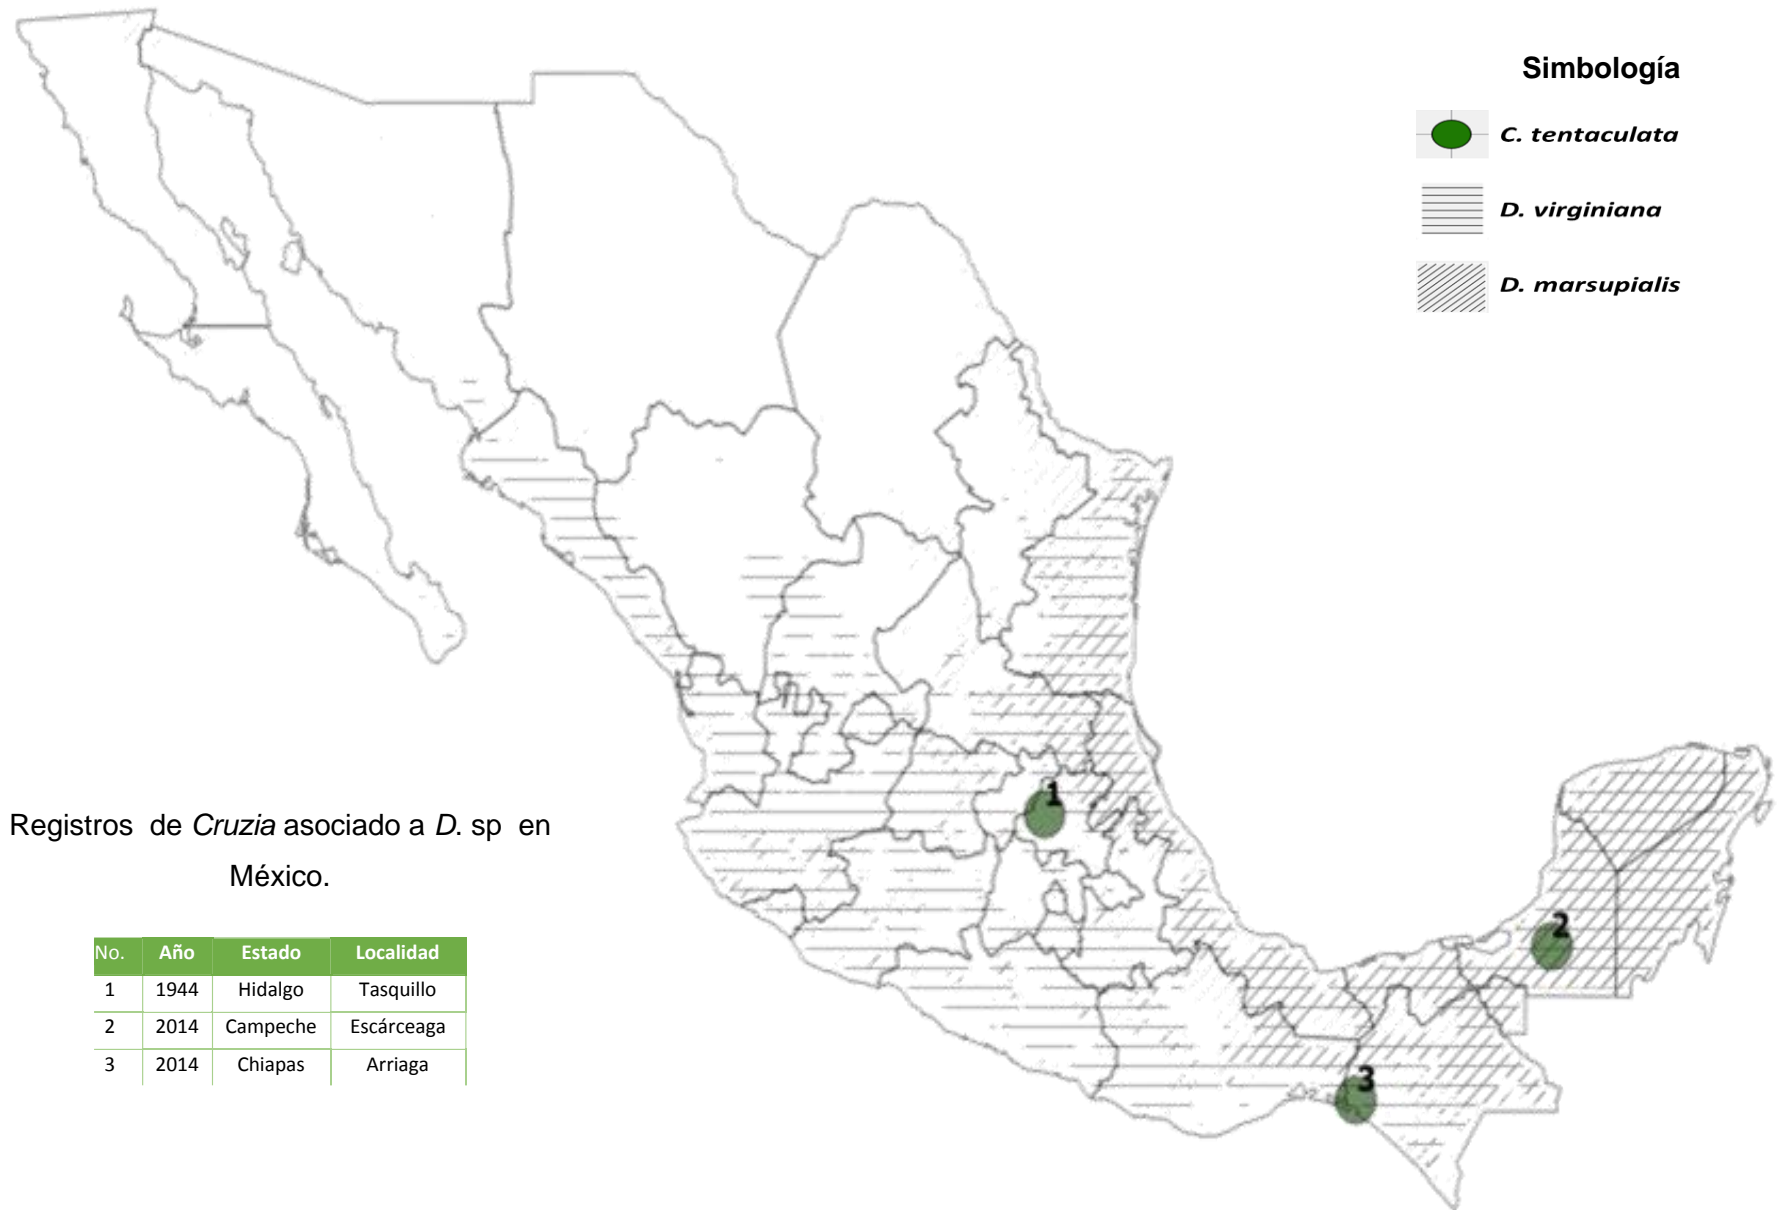 Simbología
C. tentaculata
D. virginiana
D. marsupialis
1
2
3
Registros de Cruzia asociado a D. sp en
México.
No. Año Estado Localidad
1 1944 Hidalgo Tasquillo
2 2014 Campeche Escárceaga
3 2014 Chiapas Arriaga